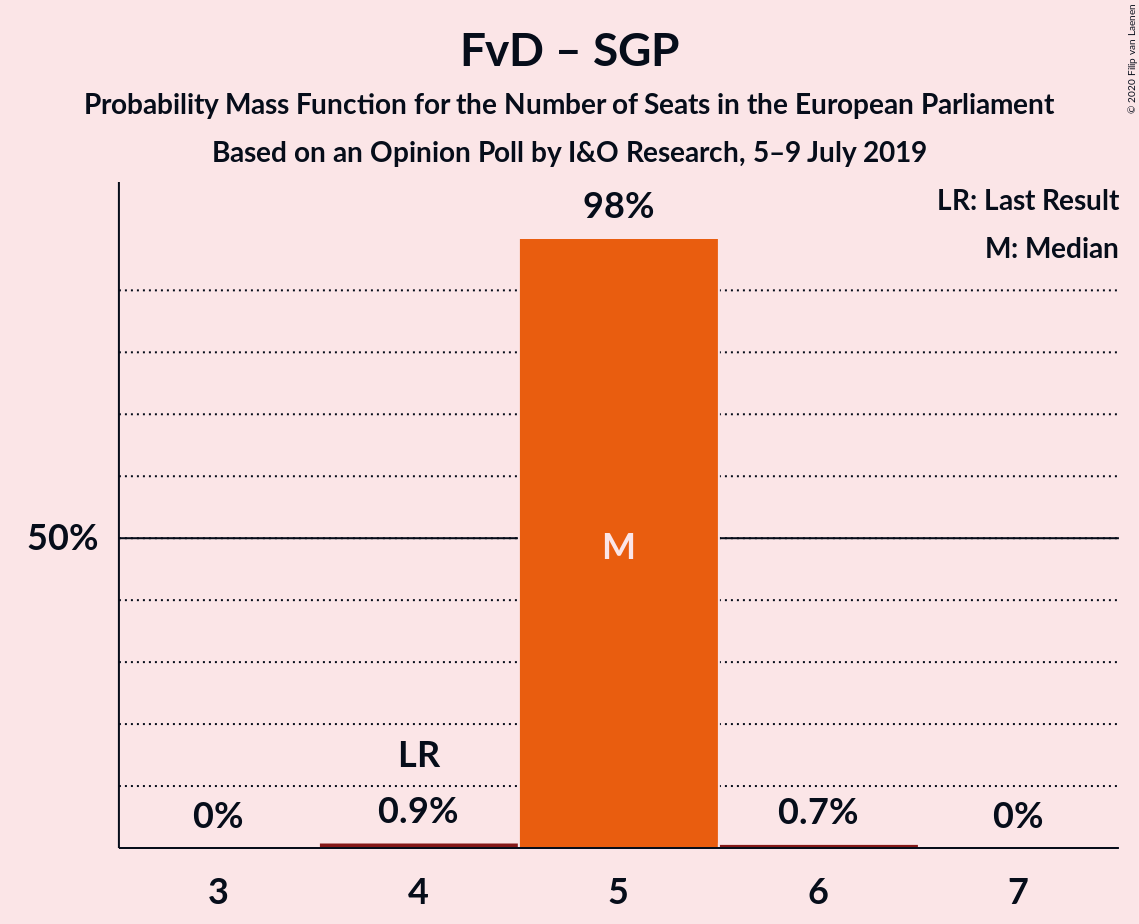 FvD – SGP
Probability Mass Function for the Number of Seats in the European Parliament
Based on an Opinion Poll by I&O Research, 5–9 July 2019
© 2020 Filip van Laenen
LR: Last Result
M: Median
98%
50%
M
LR
0%
0.9%
0.7%
0%
3
4
5
6
7